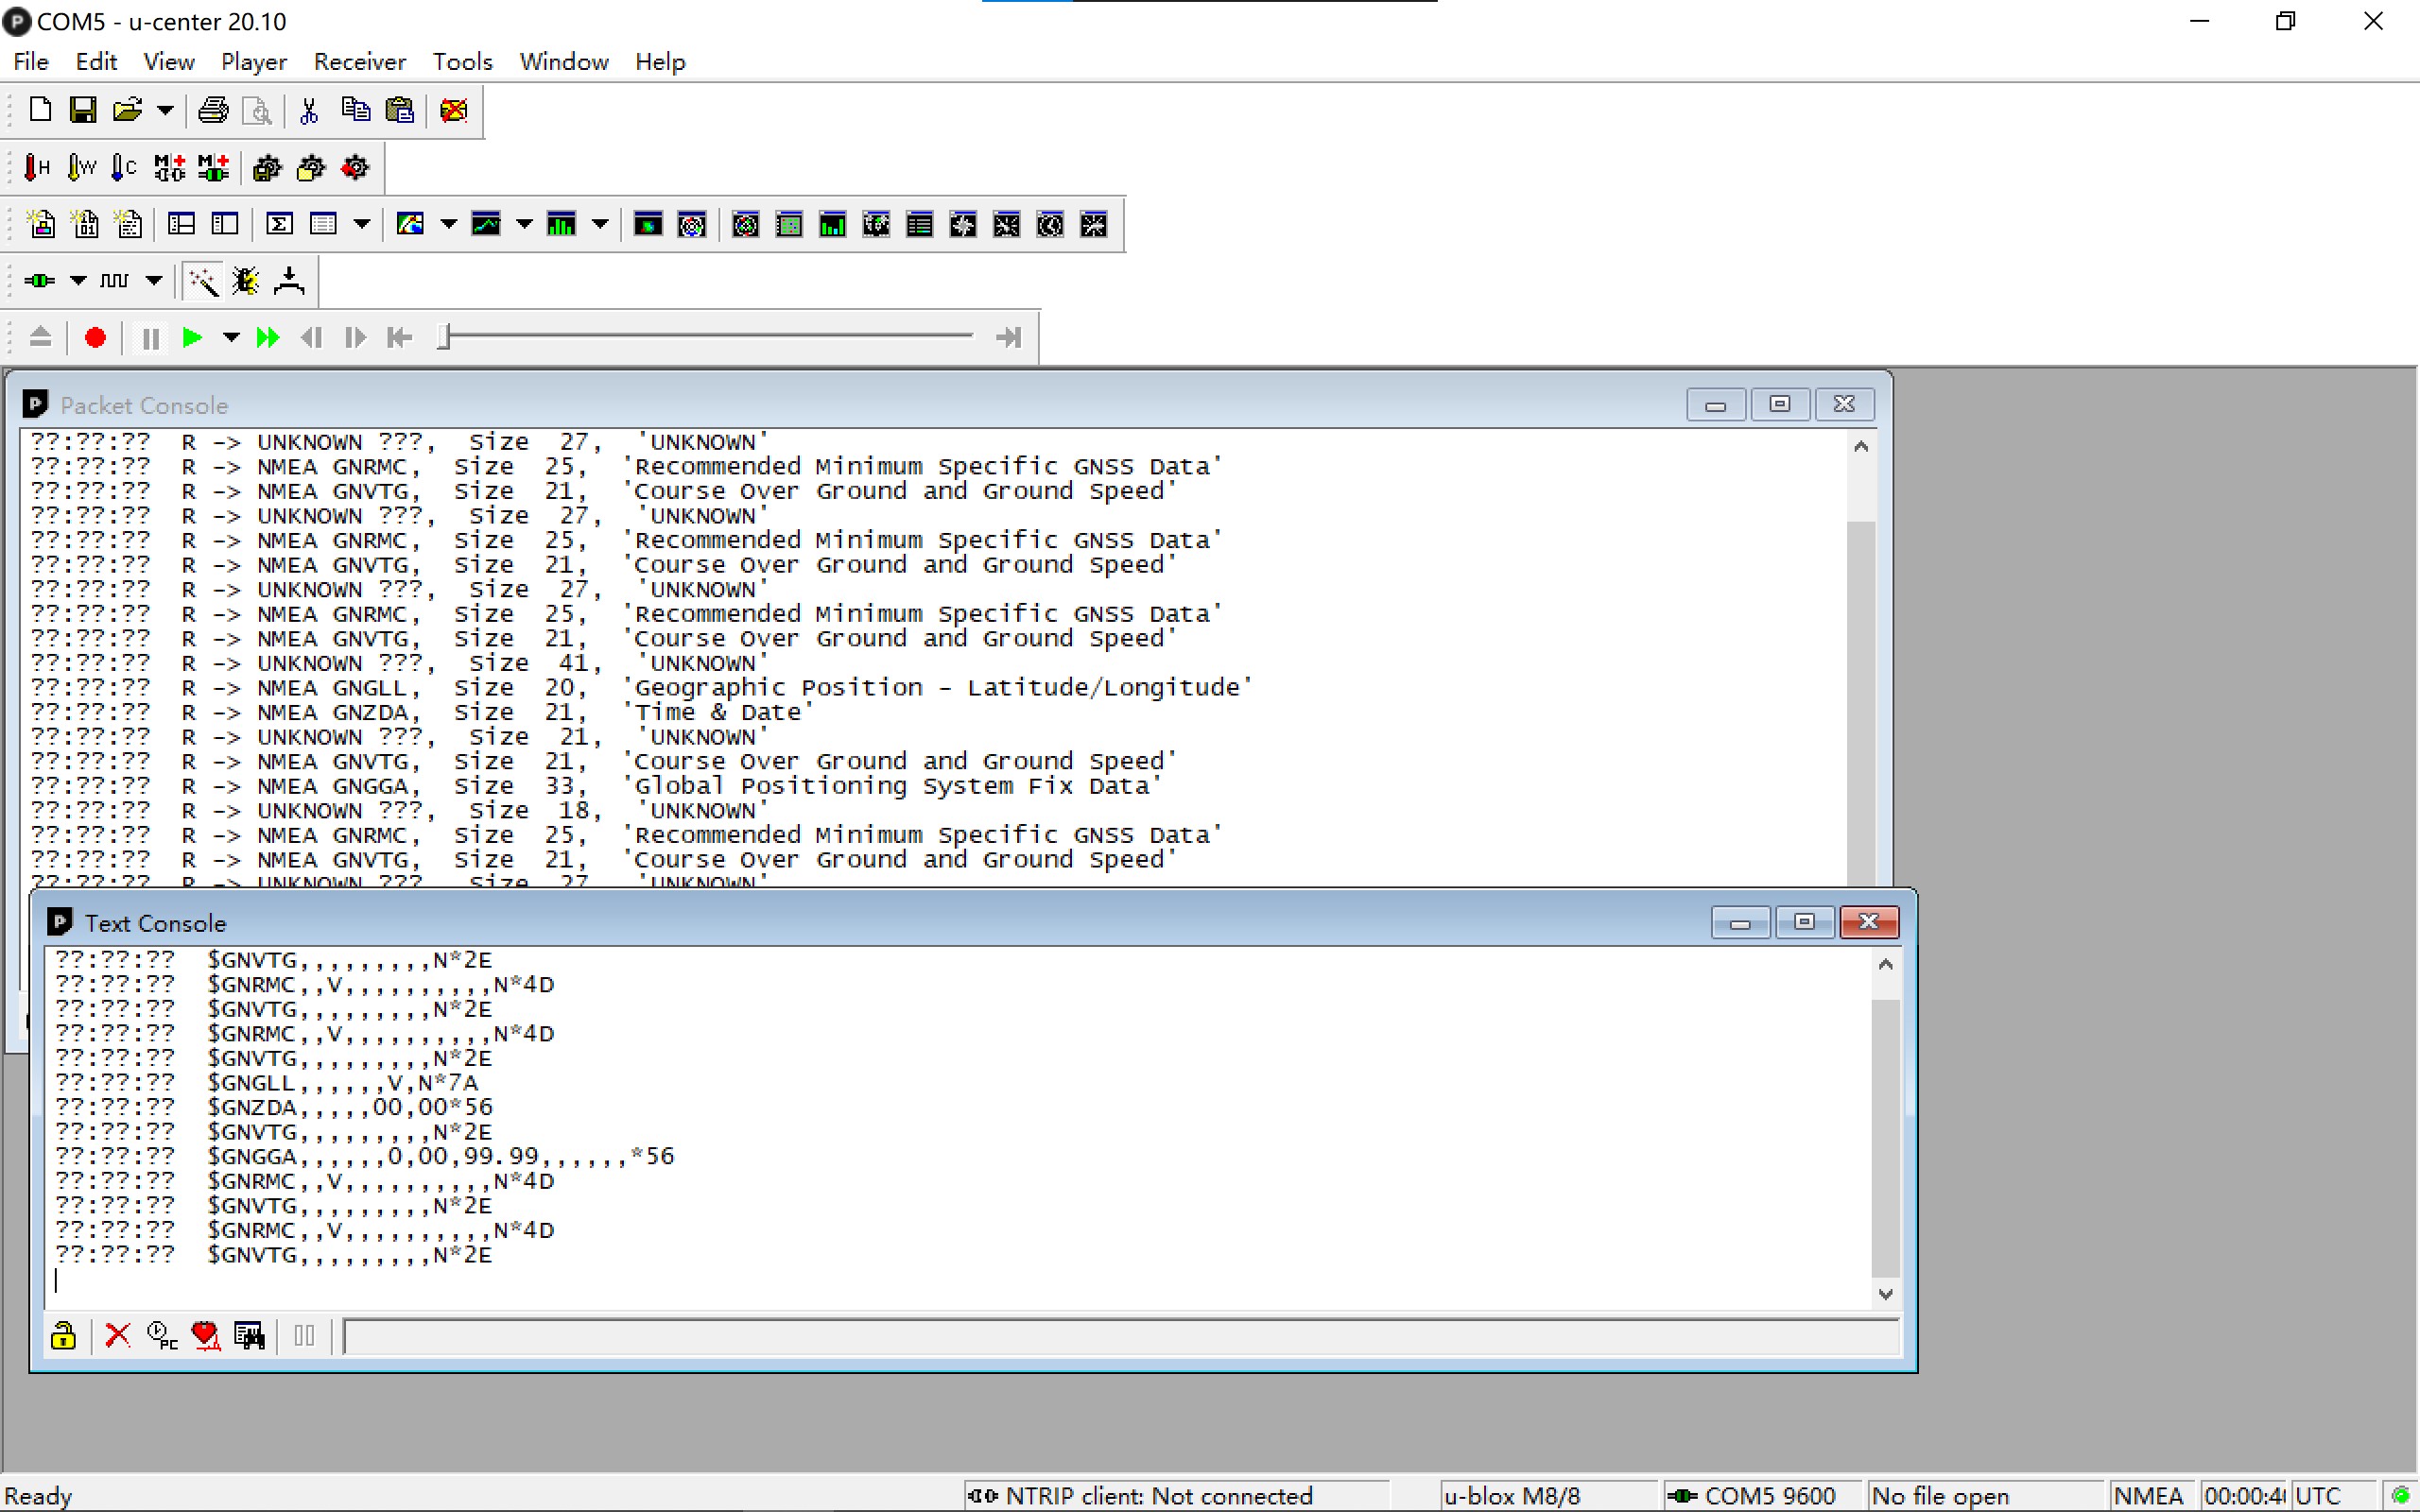 COM5 - u-center 20.10
File Edit View Player Receiver Tools Window Help
Packet Console
??:??:?? R -> UNKNOWN ???, Size 27, 'UNKNOWN'
??:??:?? R -> NMEA GNRMC, Size 25, 'Recommended Minimum Specific GNSS Data'
??:??:?? R -> NMEA GNVTG, Size 21, 'Course Over Ground and Ground Speed'
??:??:?? R -> UNKNOWN ???, Size 27, 'UNKNOWN'
??:??:?? R -> NMEA GNRMC, Size 25, 'Recommended Minimum Specific GNSS Data'
??:??:?? R -> NMEA GNVTG, Size 21, 'Course Over Ground and Ground Speed'
??:??:?? R -> UNKNOWN ???, Size 27, 'UNKNOWN'
??:??:?? R -> NMEA GNRMC, Size 25, 'Recommended Minimum Specific GNSS Data'
??:??:?? R -> NMEA GNVTG, Size 21, 'Course Over Ground and Ground Speed'
??:??:?? R -> UNKNOWN ???, Size 41, 'UNKNOWN'
??:??:?? R -> NMEA GNGLL, Size 20, 'Geographic Position - Latitude/Longitude'
??:??:?? R -> NMEA GNZDA, Size 21, 'Time & Date'
??:??:?? R -> UNKNOWN ???, Size 21, 'UNKNOWN'
??:??:?? R -> NMEA GNVTG, Size 21, 'Course Over Ground and Ground Speed'
??:??:?? R -> NMEA GNGGA, Size 33, 'Global Positioning System Fix Data'
??:??:?? R -> UNKNOWN ???, Size 18, 'UNKNOWN'
??:??:?? R -> NMEA GNRMC, Size 25, 'Recommended Minimum Specific GNSS Data'
??:??:?? R -> NMEA GNVTG, Size 21, 'Course Over Ground and Ground Speed'
??:??:?? R -> UNKNOWN ???, Size 27, 'UNKNOWN'
Text Console
??:??:?? $GNVTG,,,,,,,,,N*2E
??:??:?? $GNRMC,,V,,,,,,,,,,N*4D
??:??:?? $GNVTG,,,,,,,,,N*2E
??:??:?? $GNRMC,,V,,,,,,,,,,N*4D
??:??:?? $GNVTG,,,,,,,,,N*2E
??:??:?? $GNGLL,,,,,,V,N*7A
??:??:?? $GNZDA,,,,,00,00*56
??:??:?? $GNVTG,,,,,,,,,N*2E
??:??:?? $GNGGA,,,,,,0,00,99.99,,,,,,*56
??:??:?? $GNRMC,,V,,,,,,,,,,N*4D
??:??:?? $GNVTG,,,,,,,,,N*2E
??:??:?? $GNRMC,,V,,,,,,,,,,N*4D
??:??:?? $GNVTG,,,,,,,,,N*2E
Ready NTRIP client: Not connected u-blox M8/8 COM5 9600 No file open NMEA 00:00:4 UTC